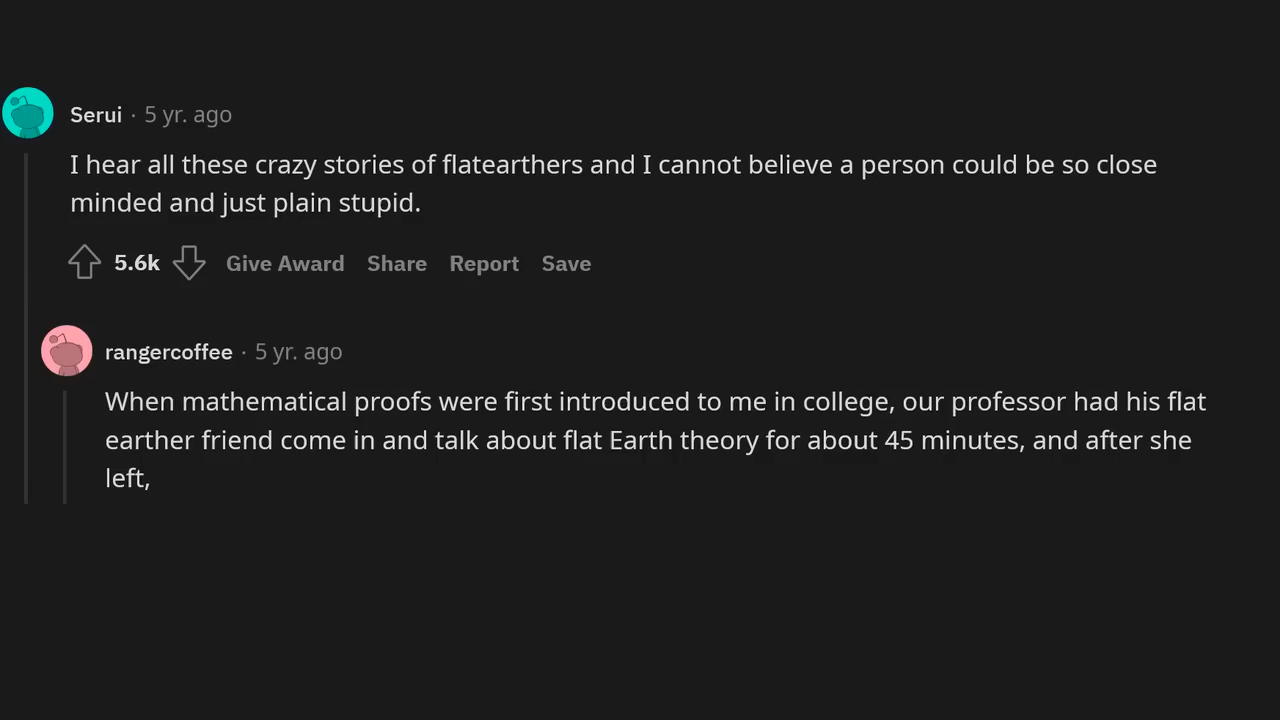 Serui · 5 yr. ago
I hear all these crazy stories of flatearthers and I cannot believe a person could be so close
minded and just plain stupid.
5.6k Give Award Share Report Save
rangercoffee · 5 yr. ago
When mathematical proofs were first introduced to me in college, our professor had his flat
earther friend come in and talk about flat Earth theory for about 45 minutes, and after she
left,